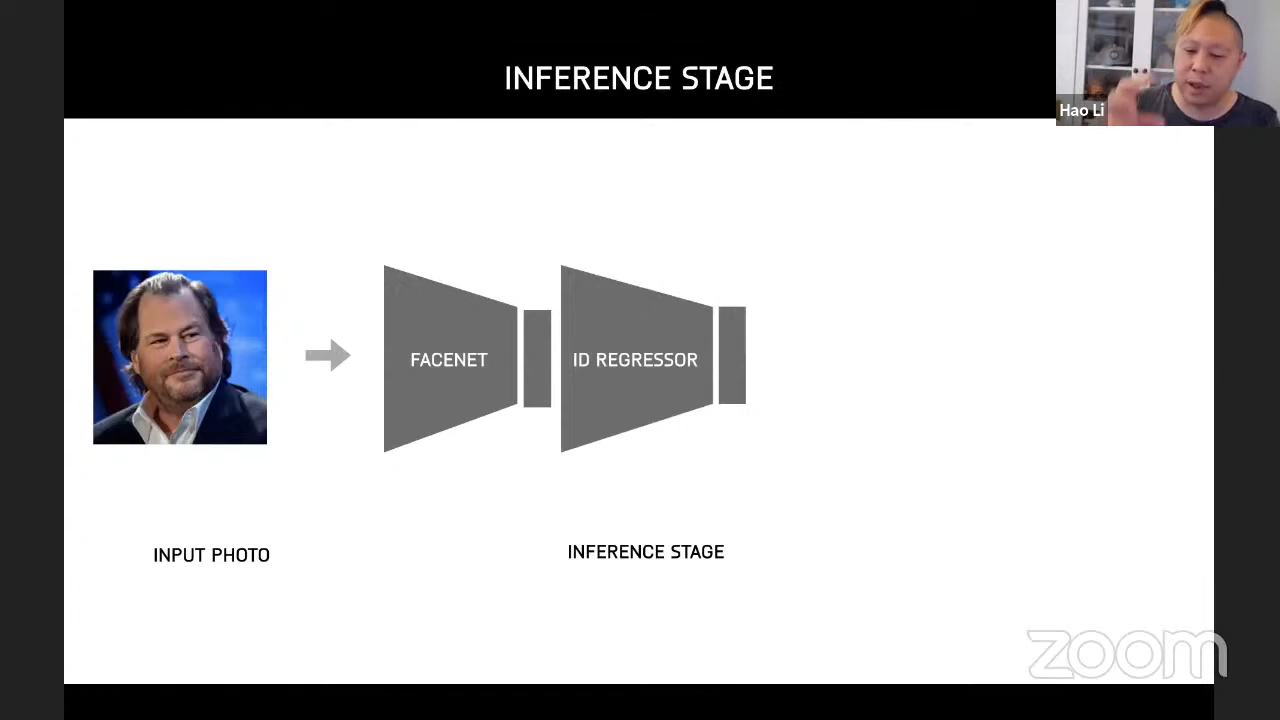 INFERENCE STAGE
Hao Li
FACENET
ID REGRESSOR
INPUT PHOTO
INFERENCE STAGE
zoom